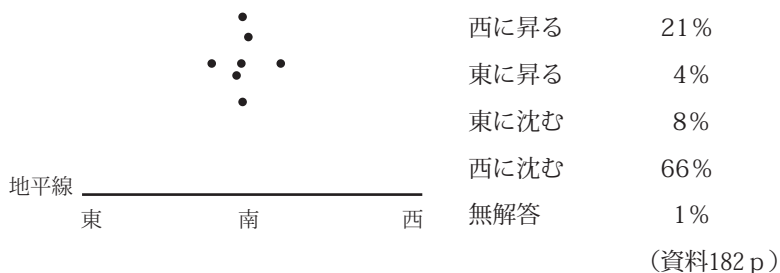 西に昇る 21%
東に昇る 4%
東に沈む 8%
西に沈む 66%
無解答 1%
(資料182p)
地平線
東 南 西